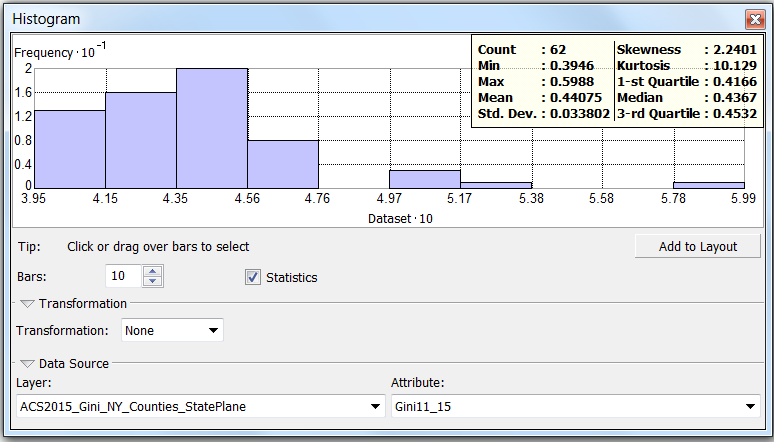 Histogram
Frequency · 10⁻¹
Count : 62 Skewness : 2.2401
Min : 0.3946 Kurtosis : 10.129
Max : 0.5988 1-st Quartile : 0.4166
Mean : 0.44075 Median : 0.4367
Std. Dev. : 0.033802 3-rd Quartile : 0.4532
2
1.6
1.2
0.8
0.4
0
3.95 4.15 4.35 4.56 4.76 4.97 5.17 5.38 5.58 5.78 5.99
Dataset · 10
Tip: Click or drag over bars to select
Add to Layout
Bars: 10 Statistics
Transformation
Transformation: None
Data Source
Layer: Attribute:
ACS2015_Gini_NY_Counties_StatePlane Gini11_15